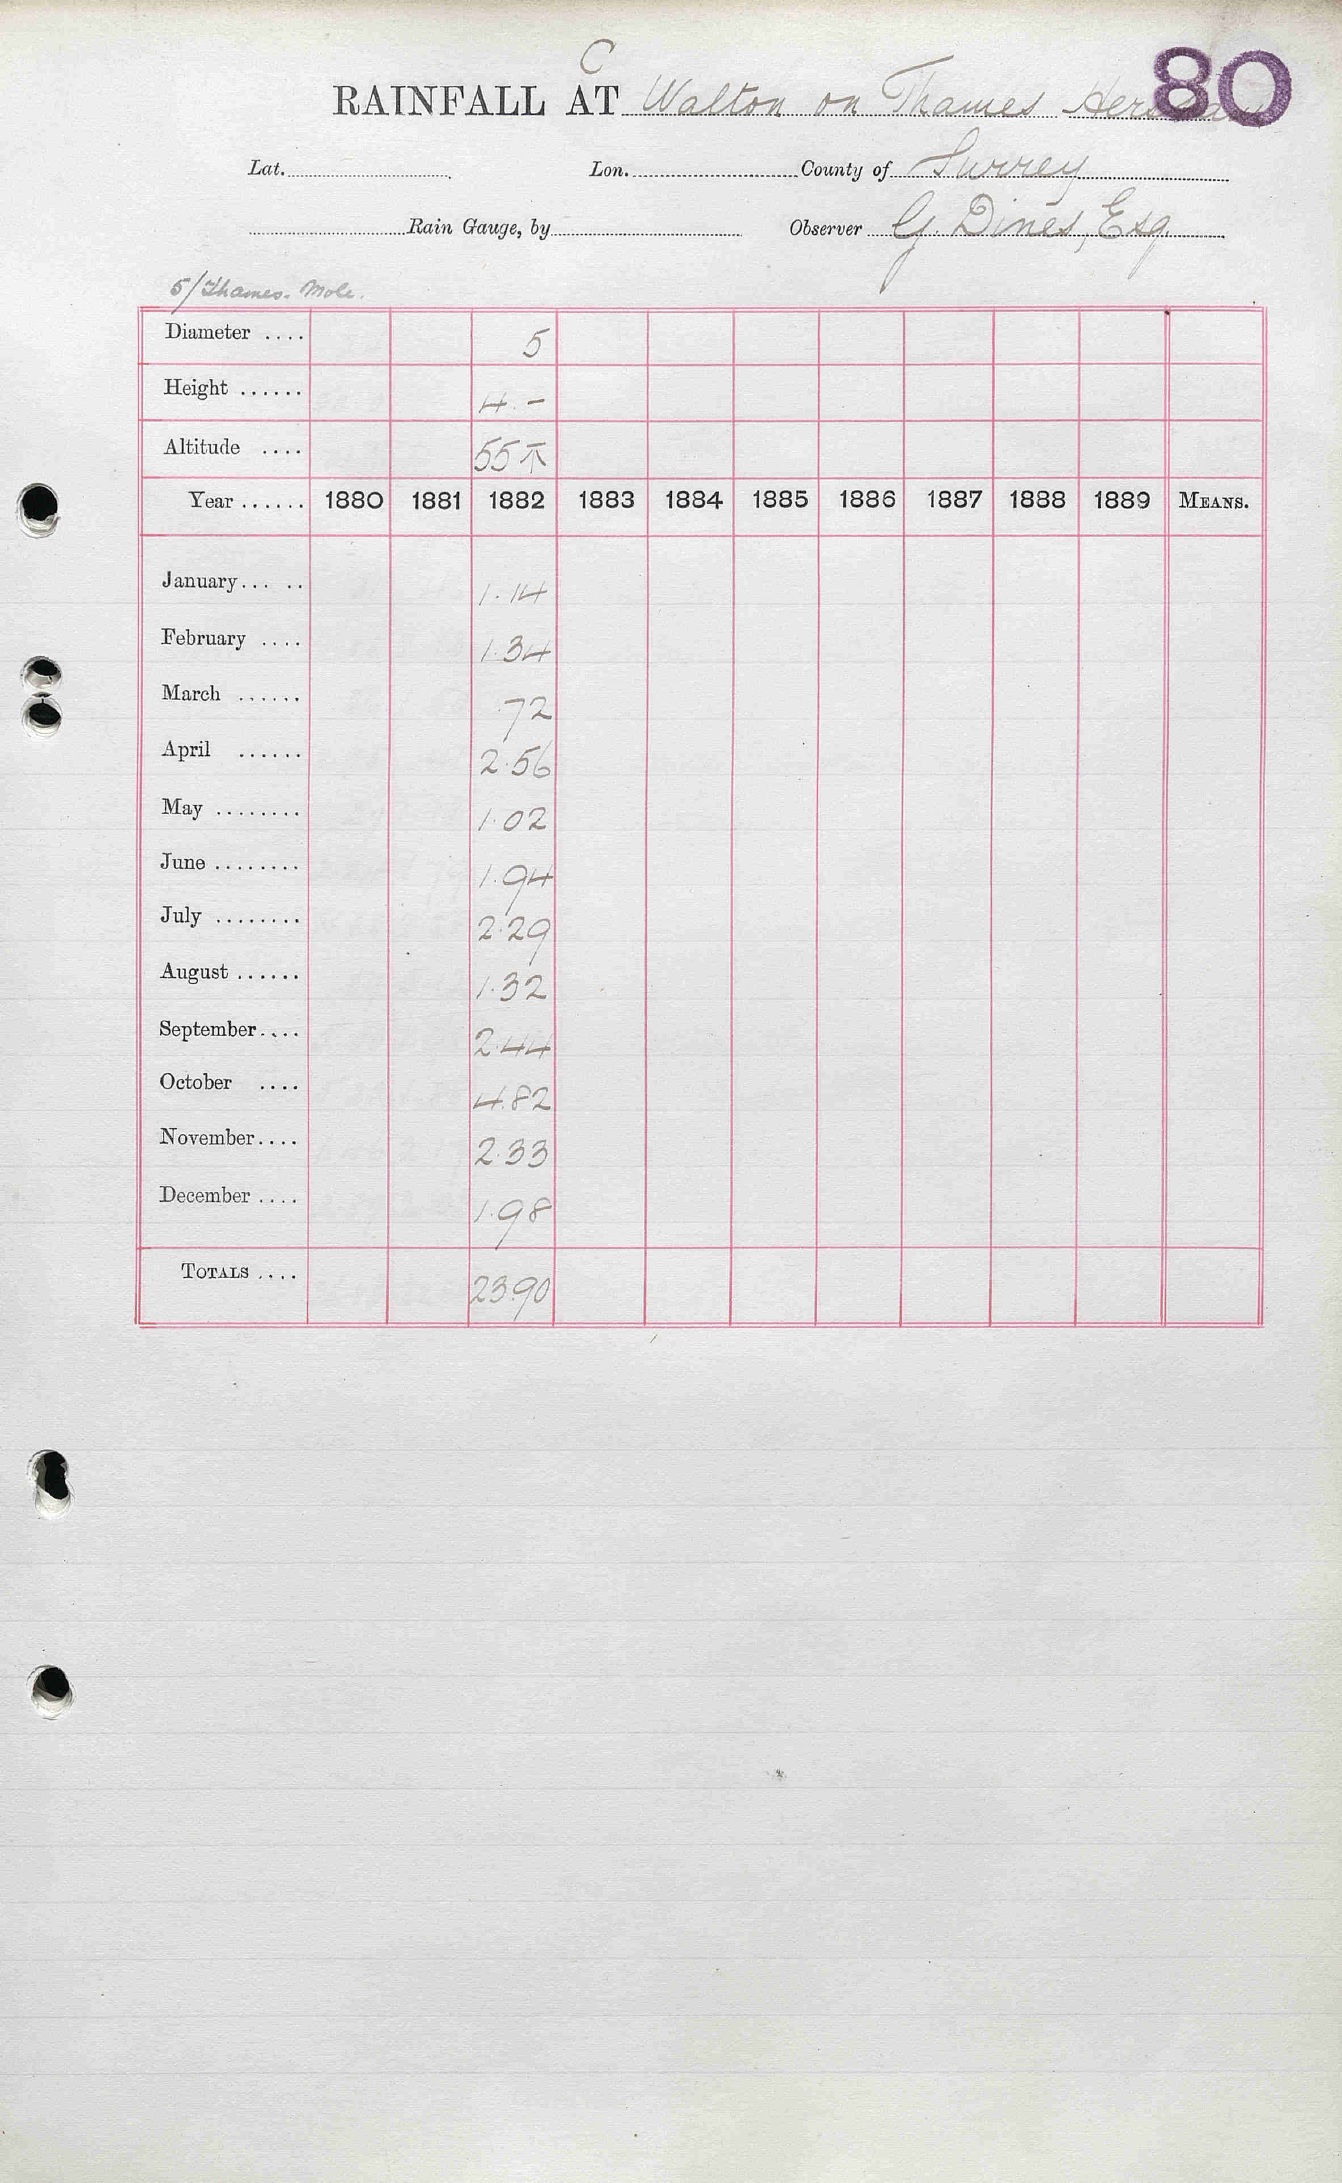 C
80
RAINFALL AT Walton on Thames Hersham
Lat. Lon. County of Surrey
Rain Gauge, by Observer G. Dines, Esq.
5/Thames. Mole.
Diameter .... 5
Height ...... 4. -
Altitude .... 55
Year ...... 1880 1881 1882 1883 1884 1885 1886 1887 1888 1889 MEANS.
January... .. 1.14
February .... 1.34
March ...... .72
April ...... 2.56
May ........ 1.02
June ........ 1.94
July ........ 2.29
August ...... 1.32
September.... 2.44
October .... 4.82
November.... 2.33
December .... 1.98
TOTALS .... 23.90